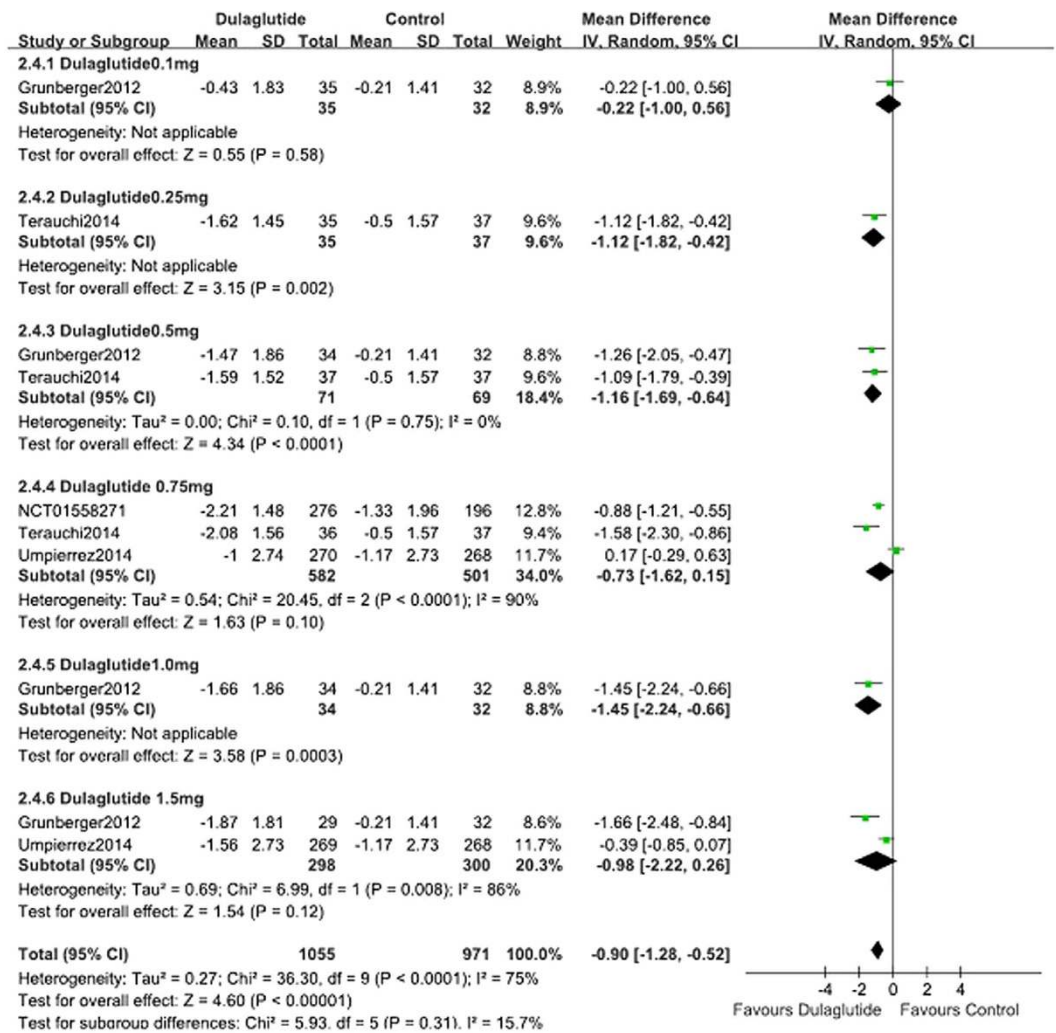 Dulaglutide Control Mean Difference Mean Difference
Study or Subgroup Mean SD Total Mean SD Total Weight IV, Random, 95% CI IV, Random, 95% CI
2.4.1 Dulaglutide0.1mg
Grunberger2012 -0.43 1.83 35 -0.21 1.41 32 8.9% -0.22 [-1.00, 0.56]
Subtotal (95% CI) 35 32 8.9% -0.22 [-1.00, 0.56]
Heterogeneity: Not applicable
Test for overall effect: Z = 0.55 (P = 0.58)
2.4.2 Dulaglutide0.25mg
Terauchi2014 -1.62 1.45 35 -0.5 1.57 37 9.6% -1.12 [-1.82, -0.42]
Subtotal (95% CI) 35 37 9.6% -1.12 [-1.82, -0.42]
Heterogeneity: Not applicable
Test for overall effect: Z = 3.15 (P = 0.002)
2.4.3 Dulaglutide0.5mg
Grunberger2012 -1.47 1.86 34 -0.21 1.41 32 8.8% -1.26 [-2.05, -0.47]
Terauchi2014 -1.59 1.52 37 -0.5 1.57 37 9.6% -1.09 [-1.79, -0.39]
Subtotal (95% CI) 71 69 18.4% -1.16 [-1.69, -0.64]
Heterogeneity: Tau² = 0.00; Chi² = 0.10, df = 1 (P = 0.75); I² = 0%
Test for overall effect: Z = 4.34 (P < 0.0001)
2.4.4 Dulaglutide 0.75mg
NCT01558271 -2.21 1.48 276 -1.33 1.96 196 12.8% -0.88 [-1.21, -0.55]
Terauchi2014 -2.08 1.56 36 -0.5 1.57 37 9.4% -1.58 [-2.30, -0.86]
Umpierrez2014 -1 2.74 270 -1.17 2.73 268 11.7% 0.17 [-0.29, 0.63]
Subtotal (95% CI) 582 501 34.0% -0.73 [-1.62, 0.15]
Heterogeneity: Tau² = 0.54; Chi² = 20.45, df = 2 (P < 0.0001); I² = 90%
Test for overall effect: Z = 1.63 (P = 0.10)
2.4.5 Dulaglutide1.0mg
Grunberger2012 -1.66 1.86 34 -0.21 1.41 32 8.8% -1.45 [-2.24, -0.66]
Subtotal (95% CI) 34 32 8.8% -1.45 [-2.24, -0.66]
Heterogeneity: Not applicable
Test for overall effect: Z = 3.58 (P = 0.0003)
2.4.6 Dulaglutide 1.5mg
Grunberger2012 -1.87 1.81 29 -0.21 1.41 32 8.6% -1.66 [-2.48, -0.84]
Umpierrez2014 -1.56 2.73 269 -1.17 2.73 268 11.7% -0.39 [-0.85, 0.07]
Subtotal (95% CI) 298 300 20.3% -0.98 [-2.22, 0.26]
Heterogeneity: Tau² = 0.69; Chi² = 6.99, df = 1 (P = 0.008); I² = 86%
Test for overall effect: Z = 1.54 (P = 0.12)
Total (95% CI) 1055 971 100.0% -0.90 [-1.28, -0.52]
Heterogeneity: Tau² = 0.27; Chi² = 36.30, df = 9 (P < 0.0001); I² = 75%
Test for overall effect: Z = 4.60 (P < 0.00001)
Test for subgroup differences: Chi² = 5.93, df = 5 (P = 0.31), I² = 15.7%
-4 -2 0 2 4
Favours Dulaglutide Favours Control